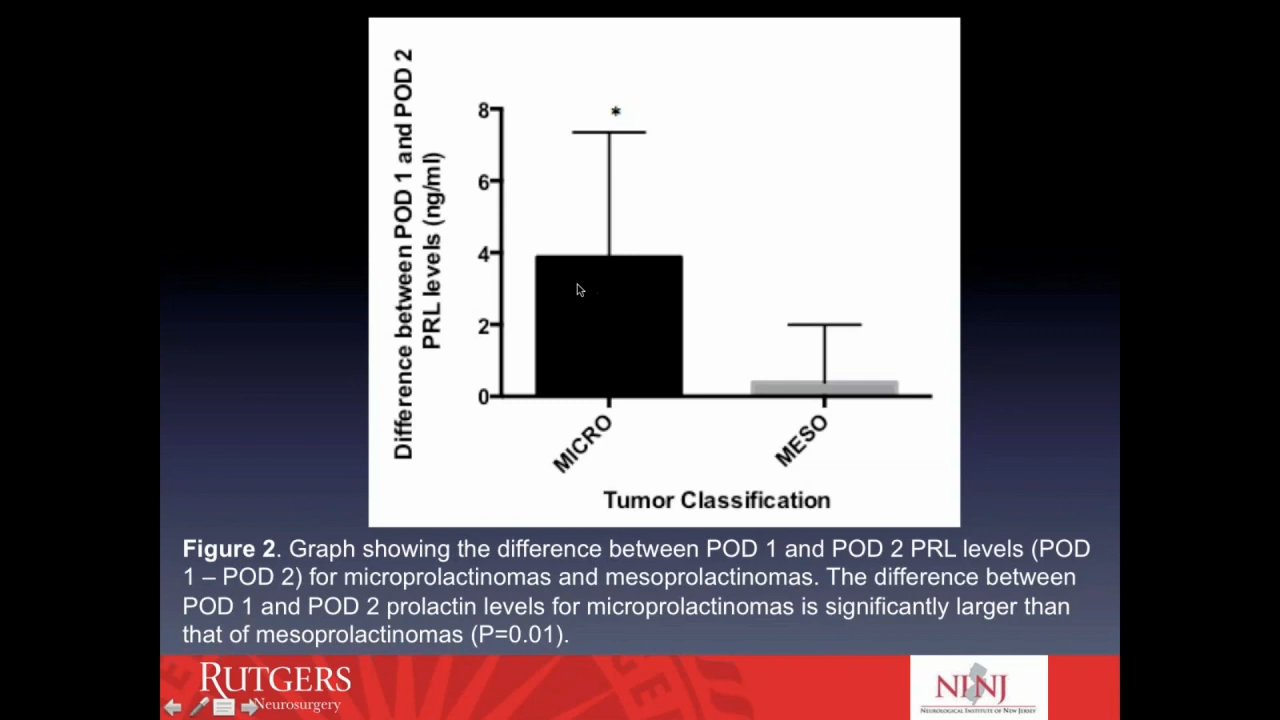 Difference between POD 1 and POD 2
PRL levels (ng/ml)
8
6
4
2
0
*
MICRO
MESO
Tumor Classification
Figure 2. Graph showing the difference between POD 1 and POD 2 PRL levels (POD
1 – POD 2) for microprolactinomas and mesoprolactinomas. The difference between
POD 1 and POD 2 prolactin levels for microprolactinomas is significantly larger than
that of mesoprolactinomas (P=0.01).
RUTGERS
Neurosurgery
NINJ
NEUROLOGICAL INSTITUTE OF NEW JERSEY